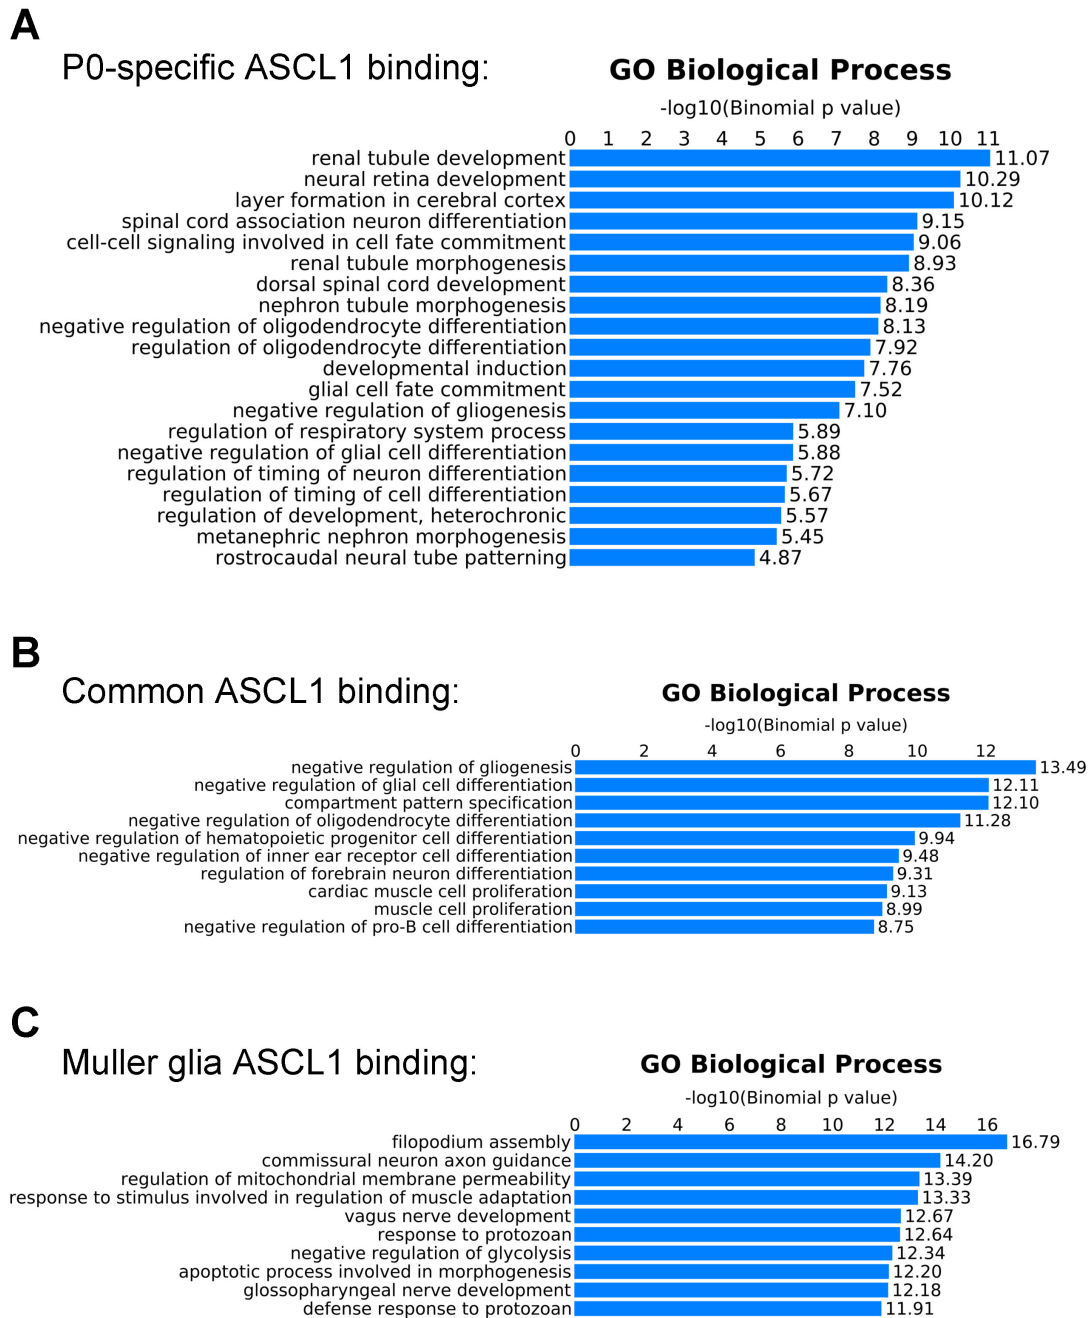 A
P0-specific ASCL1 binding:
GO Biological Process
-log10(Binomial p value)
0 1 2 3 4 5 6 7 8 9 10 11
renal tubule development 11.07
neural retina development 10.29
layer formation in cerebral cortex 10.12
spinal cord association neuron differentiation 9.15
cell-cell signaling involved in cell fate commitment 9.06
renal tubule morphogenesis 8.93
dorsal spinal cord development 8.36
nephron tubule morphogenesis 8.19
negative regulation of oligodendrocyte differentiation 8.13
regulation of oligodendrocyte differentiation 7.92
developmental induction 7.76
glial cell fate commitment 7.52
negative regulation of gliogenesis 7.10
regulation of respiratory system process 5.89
negative regulation of glial cell differentiation 5.88
regulation of timing of neuron differentiation 5.72
regulation of timing of cell differentiation 5.67
regulation of development, heterochronic 5.57
metanephric nephron morphogenesis 5.45
rostrocaudal neural tube patterning 4.87
B
Common ASCL1 binding:
GO Biological Process
-log10(Binomial p value)
0 2 4 6 8 10 12
negative regulation of gliogenesis 13.49
negative regulation of glial cell differentiation 12.11
compartment pattern specification 12.10
negative regulation of oligodendrocyte differentiation 11.28
negative regulation of hematopoietic progenitor cell differentiation 9.94
negative regulation of inner ear receptor cell differentiation 9.48
regulation of forebrain neuron differentiation 9.31
cardiac muscle cell proliferation 9.13
muscle cell proliferation 8.99
negative regulation of pro-B cell differentiation 8.75
C
Muller glia ASCL1 binding:
GO Biological Process
-log10(Binomial p value)
0 2 4 6 8 10 12 14 16
filopodium assembly 16.79
commissural neuron axon guidance 14.20
regulation of mitochondrial membrane permeability 13.39
response to stimulus involved in regulation of muscle adaptation 13.33
vagus nerve development 12.67
response to protozoan 12.64
negative regulation of glycolysis 12.34
apoptotic process involved in morphogenesis 12.20
glossopharyngeal nerve development 12.18
defense response to protozoan 11.91